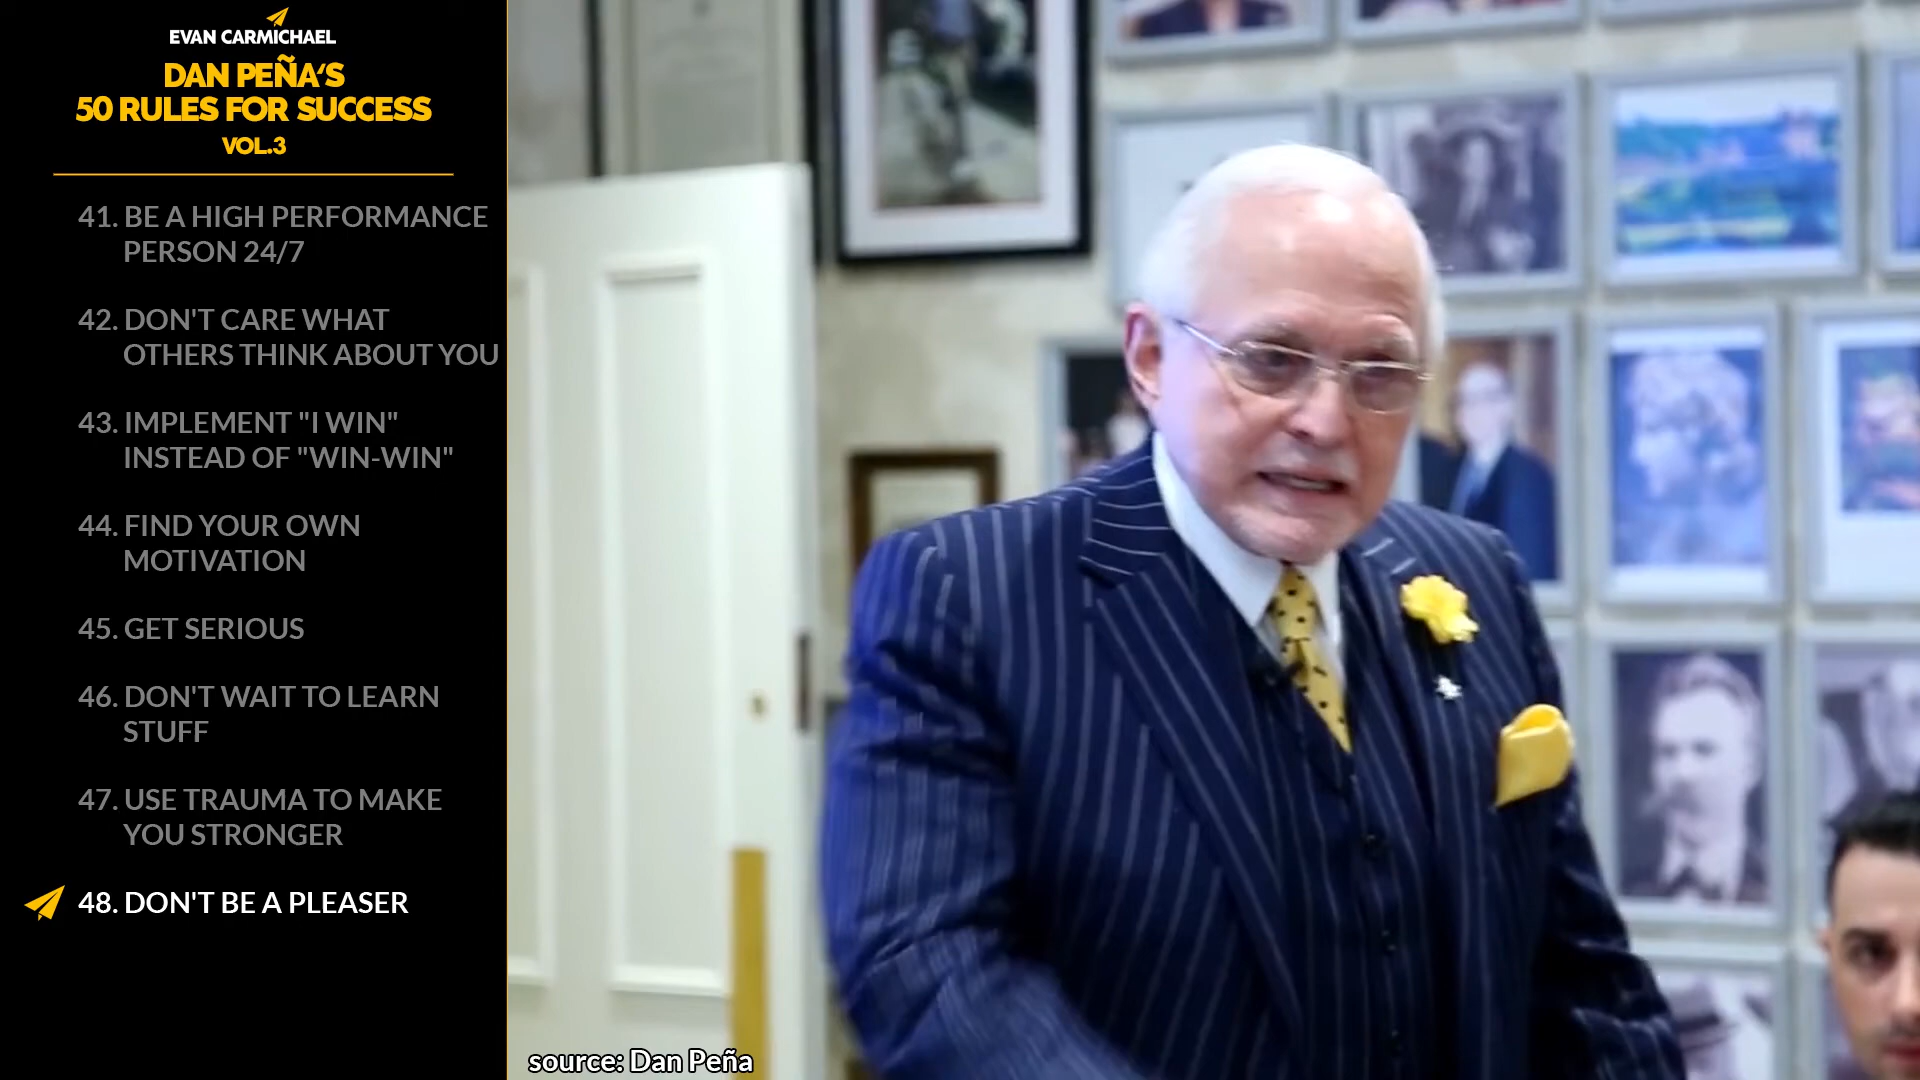 EVAN CARMICHAEL
DAN PEÑA'S
50 RULES FOR SUCCESS
VOL.3
41. BE A HIGH PERFORMANCE
PERSON 24/7
42. DON'T CARE WHAT
OTHERS THINK ABOUT YOU
43. IMPLEMENT "I WIN"
INSTEAD OF "WIN-WIN"
44. FIND YOUR OWN
MOTIVATION
45. GET SERIOUS
46. DON'T WAIT TO LEARN
STUFF
47. USE TRAUMA TO MAKE
YOU STRONGER
48. DON'T BE A PLEASER
source: Dan Peña